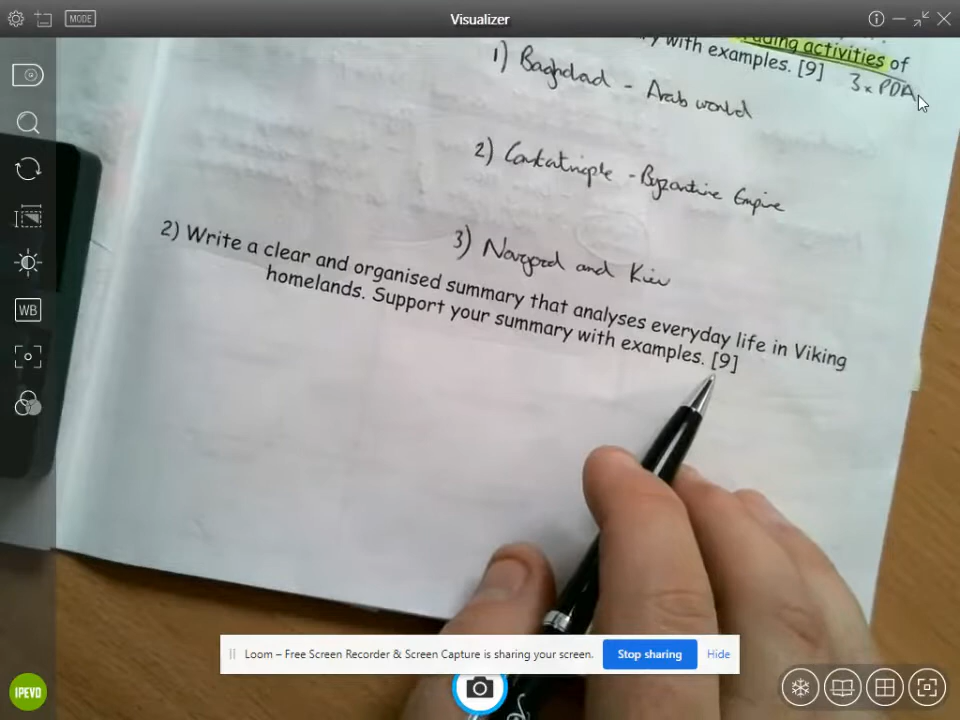 MODE
Visualizer
trading activities of
y with examples. [9]
3x PDA
1) Baghdad - Arab world
2) Constantinople - Byzantine Empire
3) Novgorod and Kiev
2) Write a clear and organised summary that analyses everyday life in Viking
homelands. Support your summary with examples. [9]
WB
Loom – Free Screen Recorder & Screen Capture is sharing your screen.
Stop sharing
Hide
IPEVO